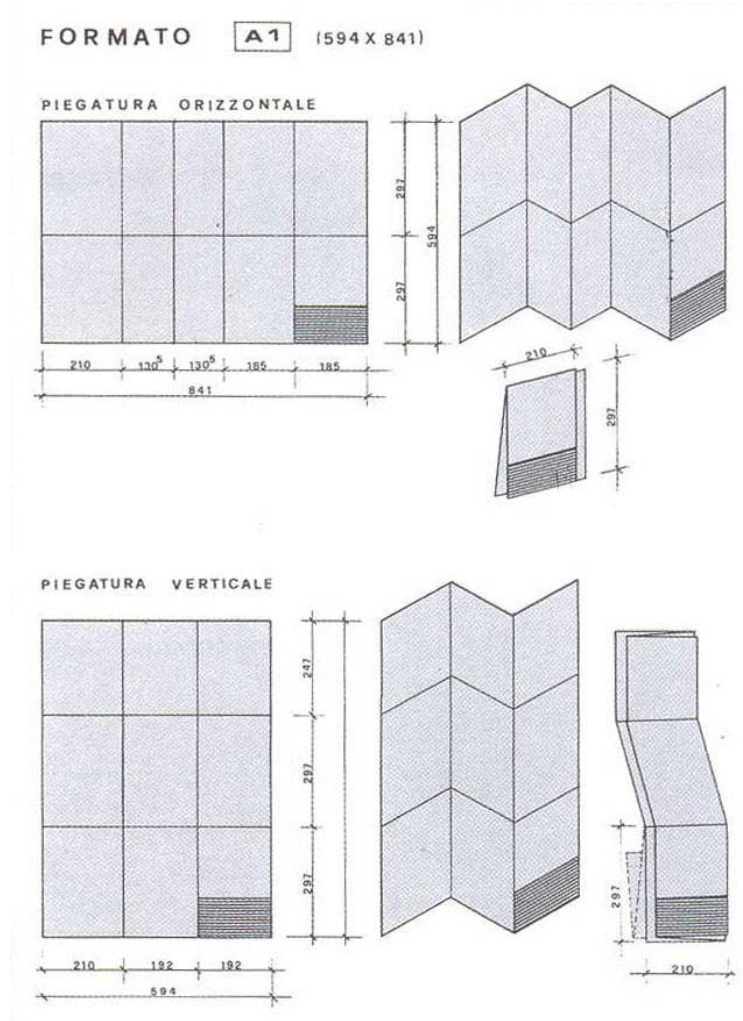 FORMATO A1 (594 X 841)
PIEGATURA ORIZZONTALE
297
594
297
210 130⁵ 130⁵ 185 185
841
210
297
PIEGATURA VERTICALE
247
297
297
297
210 192 192
594
210